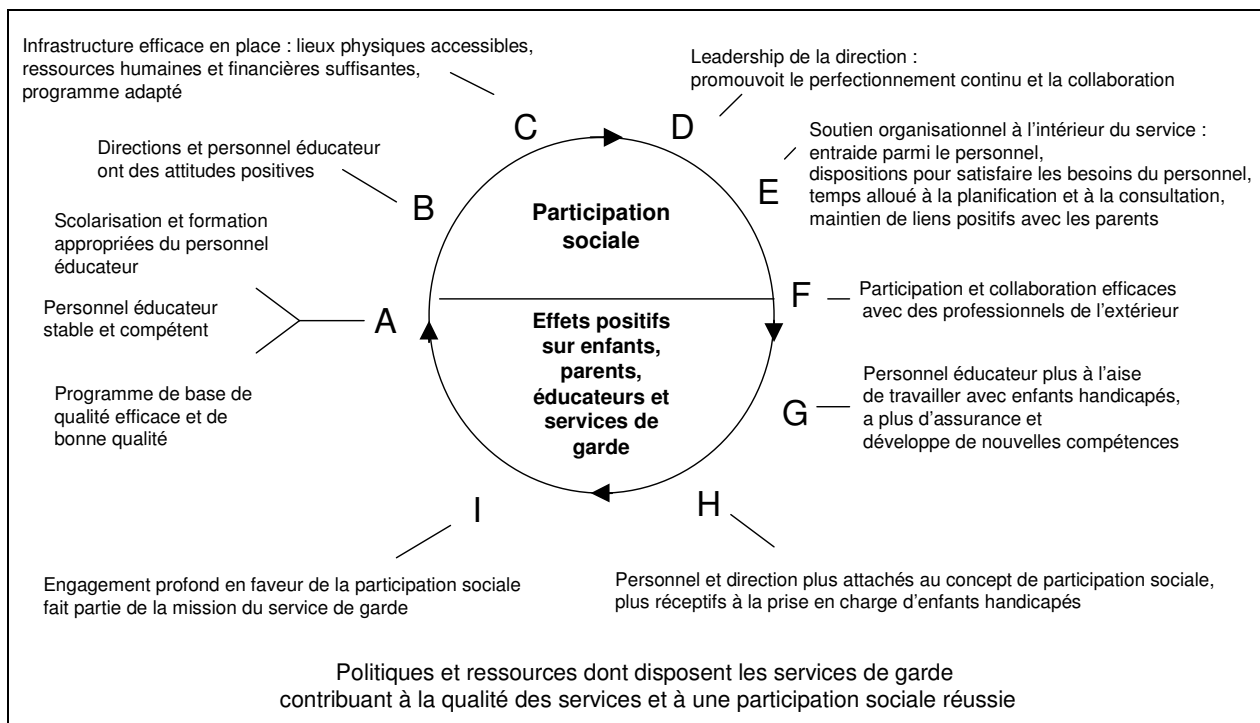 Infrastructure efficace en place : lieux physiques accessibles,
ressources humaines et financières suffisantes,
programme adapté
C
Leadership de la direction :
promouvoit le perfectionnement continu et la collaboration
D
Directions et personnel éducateur
ont des attitudes positives
B
Soutien organisationnel à l'intérieur du service :
entraide parmi le personnel,
dispositions pour satisfaire les besoins du personnel,
temps alloué à la planification et à la consultation,
maintien de liens positifs avec les parents
E
Participation
sociale
Scolarisation et formation
appropriées du personnel
éducateur
Personnel éducateur
stable et compétent
A
Programme de base de
qualité efficace et de
bonne qualité
Effets positifs
sur enfants,
parents,
éducateurs et
services de
garde
F
Participation et collaboration efficaces
avec des professionnels de l'extérieur
G
Personnel éducateur plus à l'aise
de travailler avec enfants handicapés,
a plus d'assurance et
développe de nouvelles compétences
I
H
Engagement profond en faveur de la participation sociale
fait partie de la mission du service de garde
Personnel et direction plus attachés au concept de participation sociale,
plus réceptifs à la prise en charge d'enfants handicapés
Politiques et ressources dont disposent les services de garde
contribuant à la qualité des services et à une participation sociale réussie